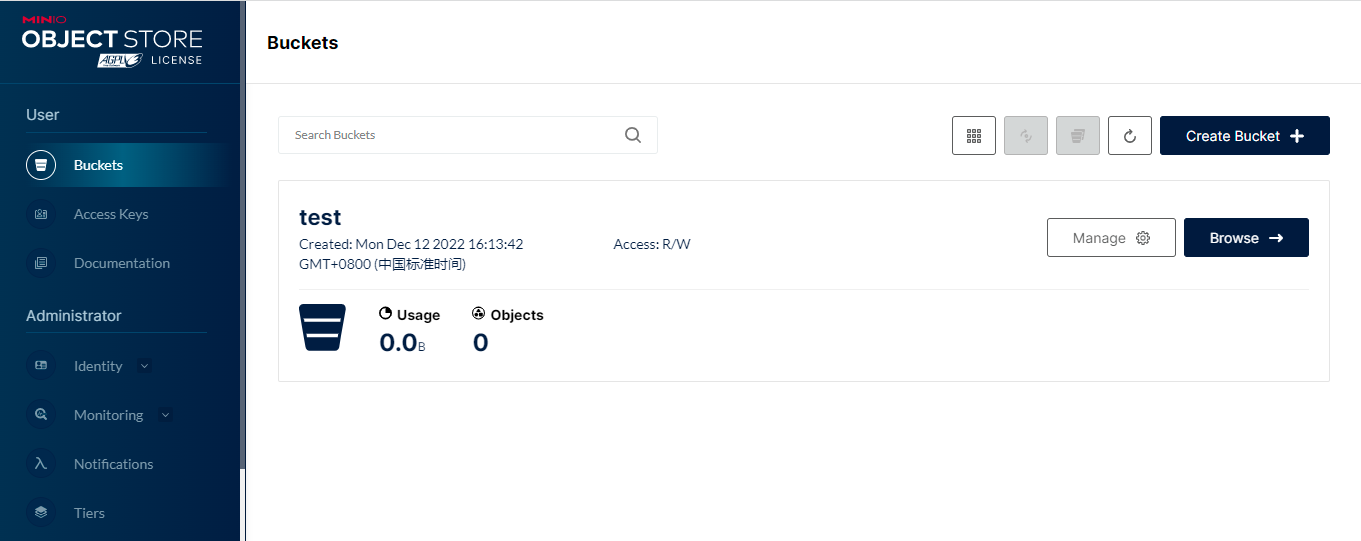 MINIO
OBJECT STORE
AGPLv3 LICENSE
User
Buckets
Access Keys
Documentation
Administrator
Identity
Monitoring
Notifications
Tiers
Buckets
Search Buckets
Create Bucket
test
Created: Mon Dec 12 2022 16:13:42
GMT+0800 (中国标准时间)
Access: R/W
Manage
Browse
Usage
0.0B
Objects
0